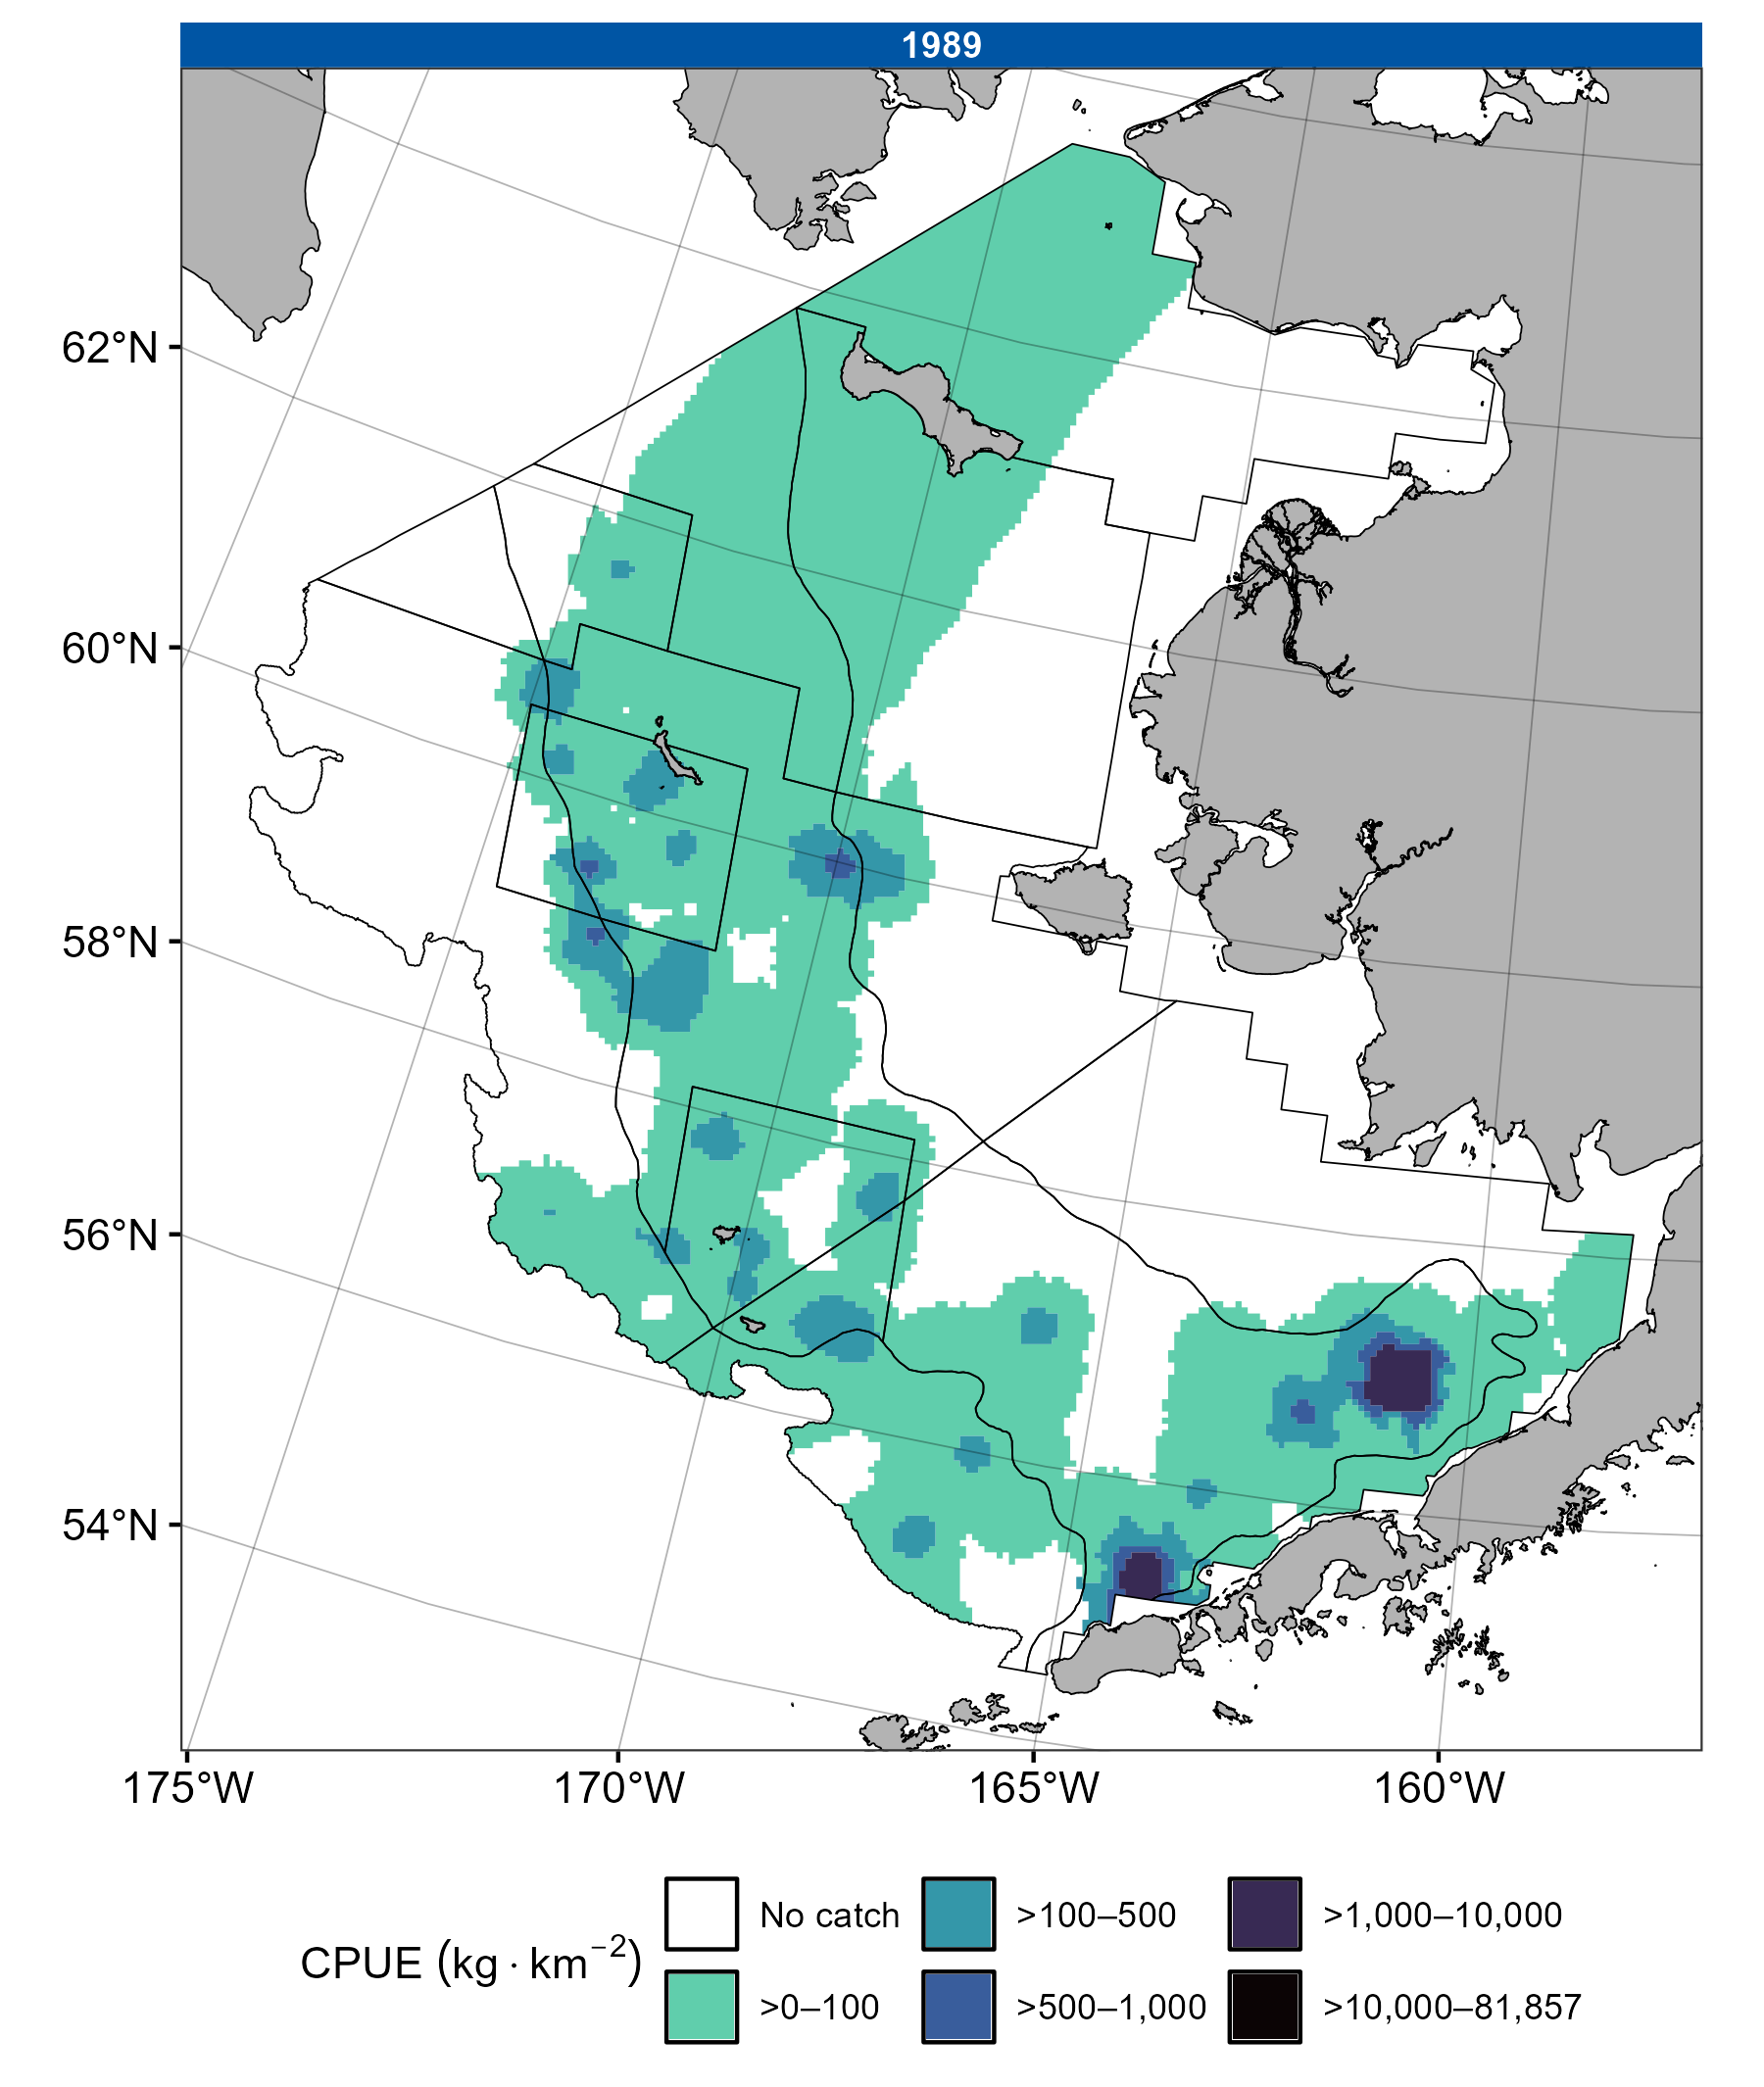 1989
62°N
60°N
58°N
56°N
54°N
175°W 170°W 165°W 160°W
CPUE (kg · km⁻²)
No catch >100–500 >1,000–10,000
>0–100 >500–1,000 >10,000–81,857